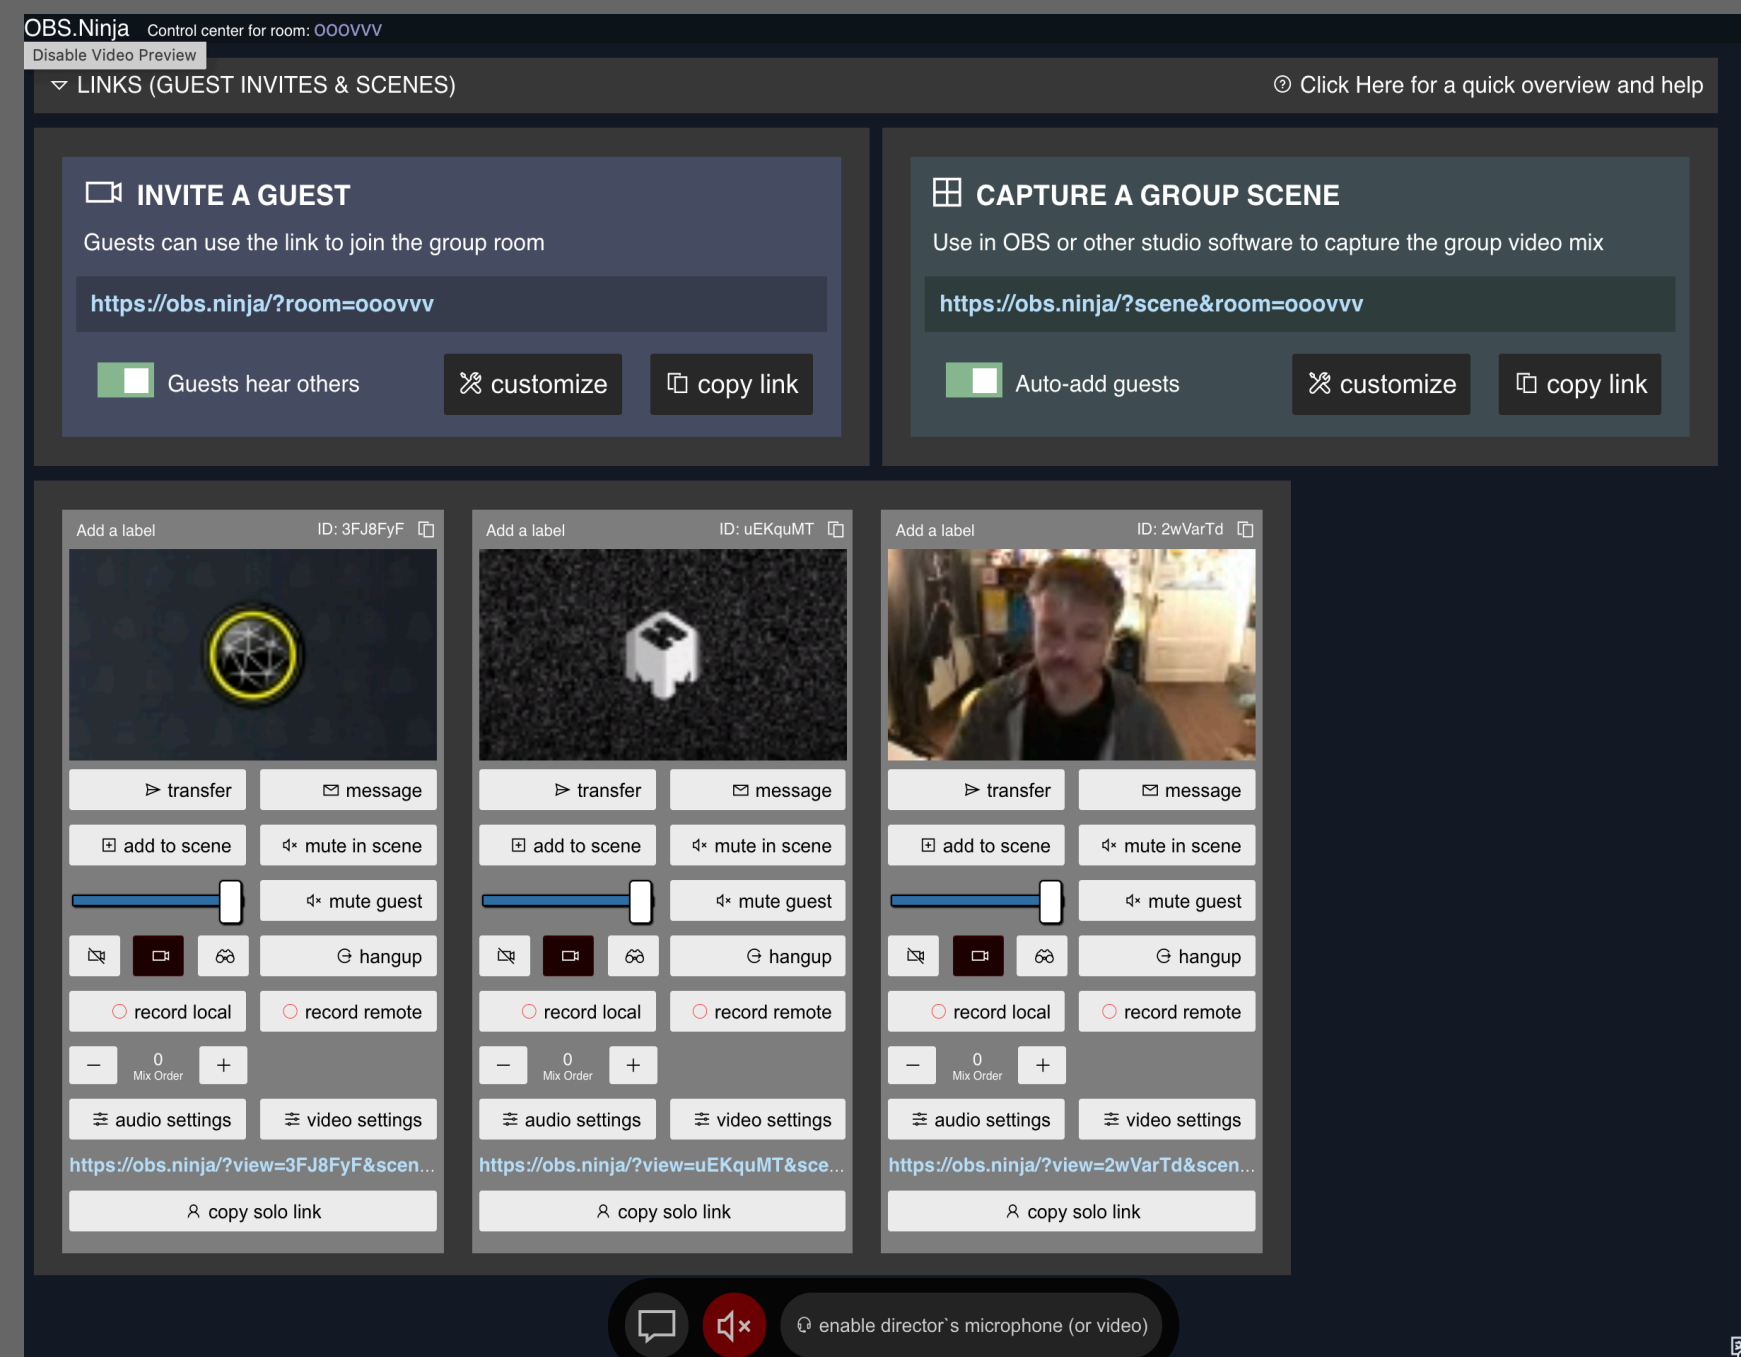 OBS.Ninja Control center for room: ooovvv
Disable Video Preview
LINKS (GUEST INVITES & SCENES)
Click Here for a quick overview and help
INVITE A GUEST
Guests can use the link to join the group room
https://obs.ninja/?room=ooovvv
Guests hear others
customize
copy link
CAPTURE A GROUP SCENE
Use in OBS or other studio software to capture the group video mix
https://obs.ninja/?scene&room=ooovvv
Auto-add guests
customize
copy link
Add a label ID: 3FJ8FyF
transfer
message
add to scene
mute in scene
mute guest
hangup
record local
record remote
−
0
Mix Order
+
audio settings
video settings
https://obs.ninja/?view=3FJ8FyF&scen...
copy solo link
Add a label ID: uEKquMT
transfer
message
add to scene
mute in scene
mute guest
hangup
record local
record remote
−
0
Mix Order
+
audio settings
video settings
https://obs.ninja/?view=uEKquMT&sce...
copy solo link
Add a label ID: 2wVarTd
transfer
message
add to scene
mute in scene
mute guest
hangup
record local
record remote
−
0
Mix Order
+
audio settings
video settings
https://obs.ninja/?view=2wVarTd&scen...
copy solo link
enable director`s microphone (or video)